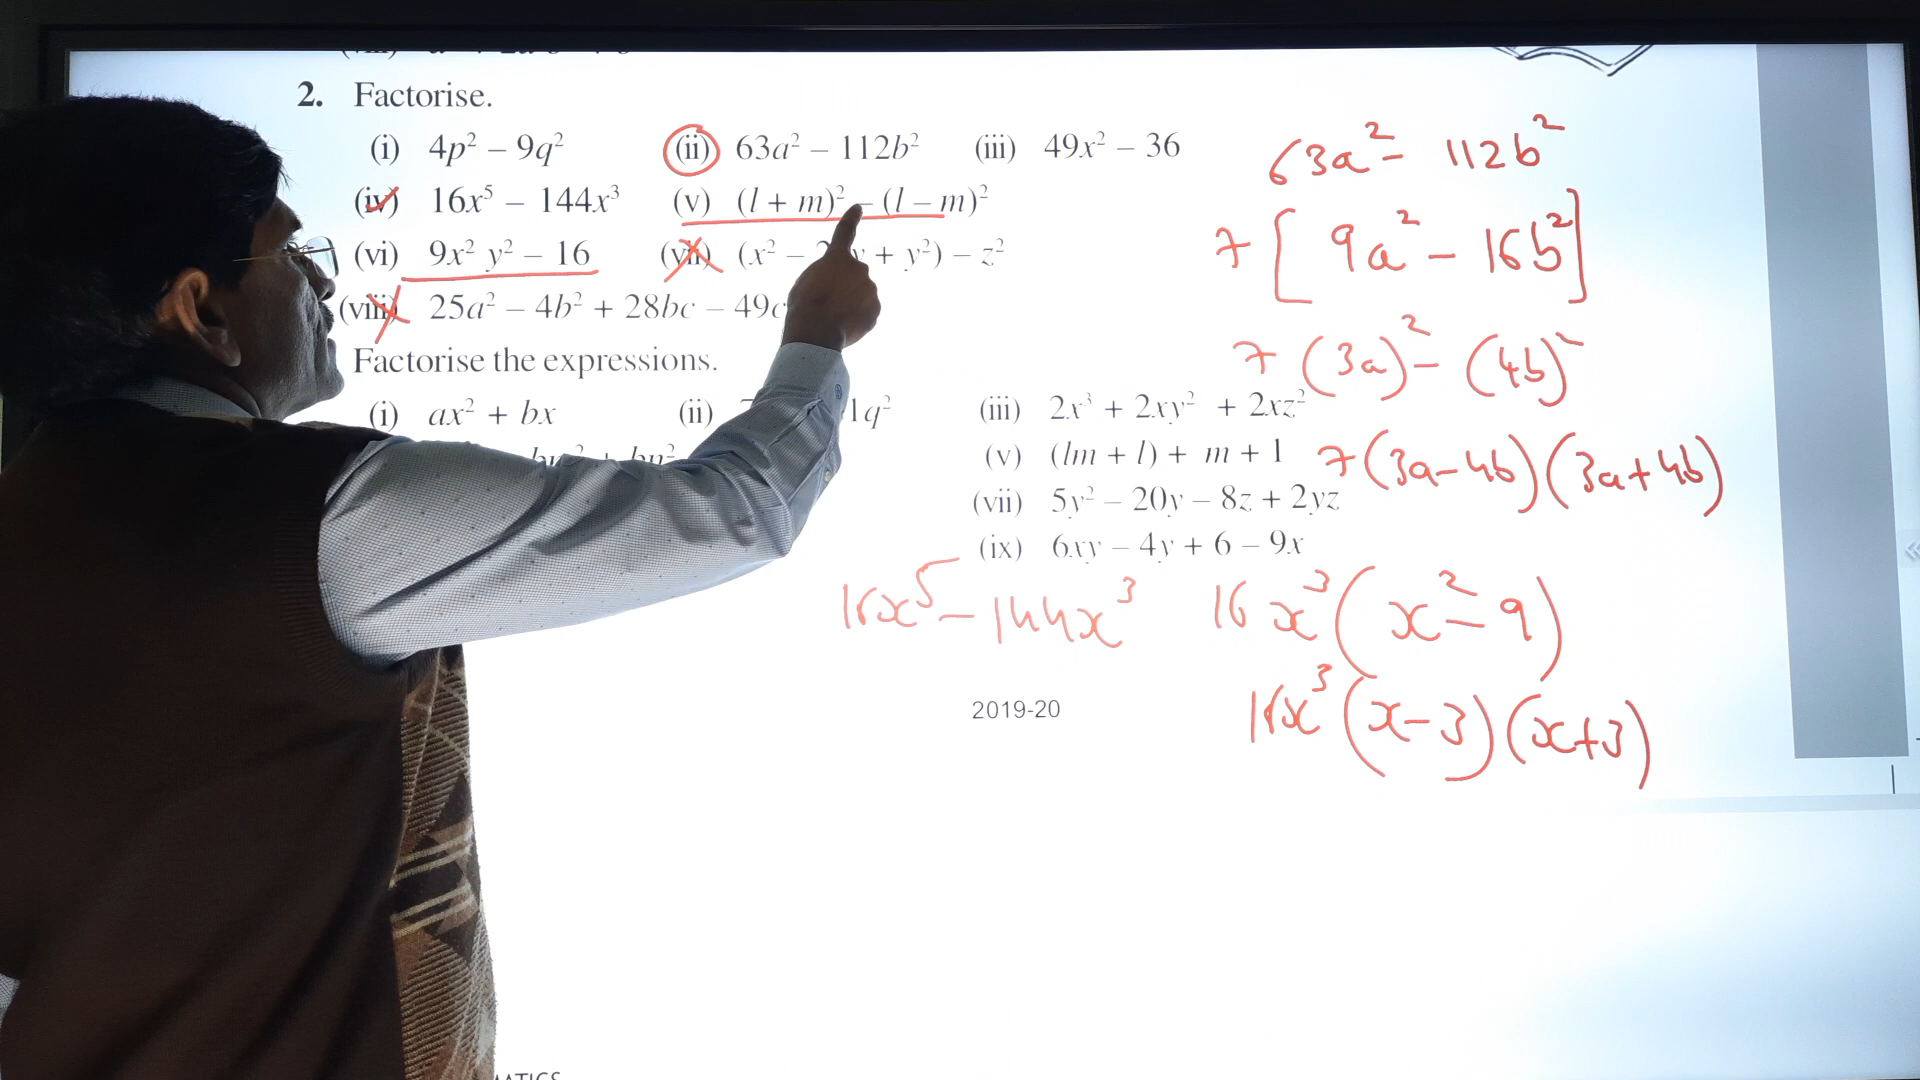 2. Factorise.
(i) 4p² – 9q² (ii) 63a² – 112b² (iii) 49x² – 36
(iv) 16x⁵ – 144x³ (v) (l + m)² – (l – m)²
(vi) 9x² y² – 16 (vii) (x² – + y²) – z²
(viii) 25a² – 4b² + 28bc –
Factorise the expressions.
(i) ax² + bx (ii) q² (iii) 2x³ + 2xy² + 2xz²
(v) (lm + l) + m + 1
(vii) 5y² – 20y – 8z + 2yz
(ix) 6xy – 4y + 6 – 9x
2019-20
63a² - 112b²
7 [9a² - 16b²]
7 (3a)² - (4b)²
7 (3a-4b) (3a+4b)
16x⁵ - 144x³ 16x³ (x² - 9)
16x³ (x-3) (x+3)